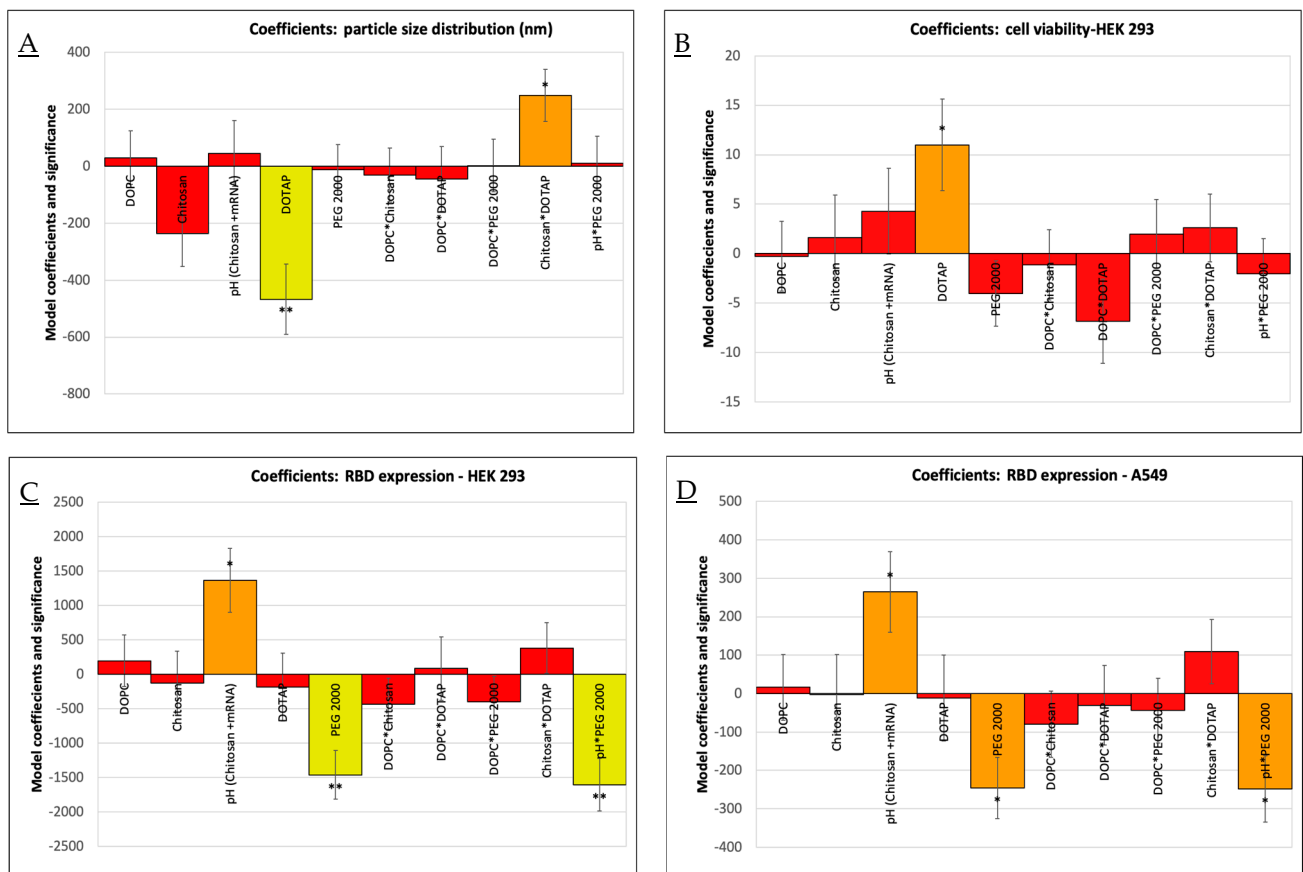 A
Coefficients: particle size distribution (nm)
Model coeffiecients and significance
400
200
0
-200
-400
-600
-800
DOPC
Chitosan
pH (Chitosan +mRNA)
DOTAP
PEG 2000
DOPC*Chitosan
DOPC*DOTAP
DOPC*PEG 2000
Chitosan*DOTAP
pH*PEG 2000
**
*
B
Coefficients: cell viability-HEK 293
Model coeffiecients and significance
20
15
10
5
0
-5
-10
-15
DOPC
Chitosan
pH (Chitosan +mRNA)
DOTAP
PEG 2000
DOPC*Chitosan
DOPC*DOTAP
DOPC*PEG 2000
Chitosan*DOTAP
pH*PEG 2000
*
C
Coefficients: RBD expression - HEK 293
Model coeffiecients and significance
2500
2000
1500
1000
500
0
-500
-1000
-1500
-2000
-2500
DOPC
Chitosan
pH (Chitosan +mRNA)
DOTAP
PEG 2000
DOPC*Chitosan
DOPC*DOTAP
DOPC*PEG 2000
Chitosan*DOTAP
pH*PEG 2000
*
**
**
D
Coefficients: RBD expression - A549
Model coeffiecients and significance
500
400
300
200
100
0
-100
-200
-300
-400
DOPC
Chitosan
pH (Chitosan +mRNA)
DOTAP
PEG 2000
DOPC*Chitosan
DOPC*DOTAP
DOPC*PEG 2000
Chitosan*DOTAP
pH*PEG 2000
*
*
*